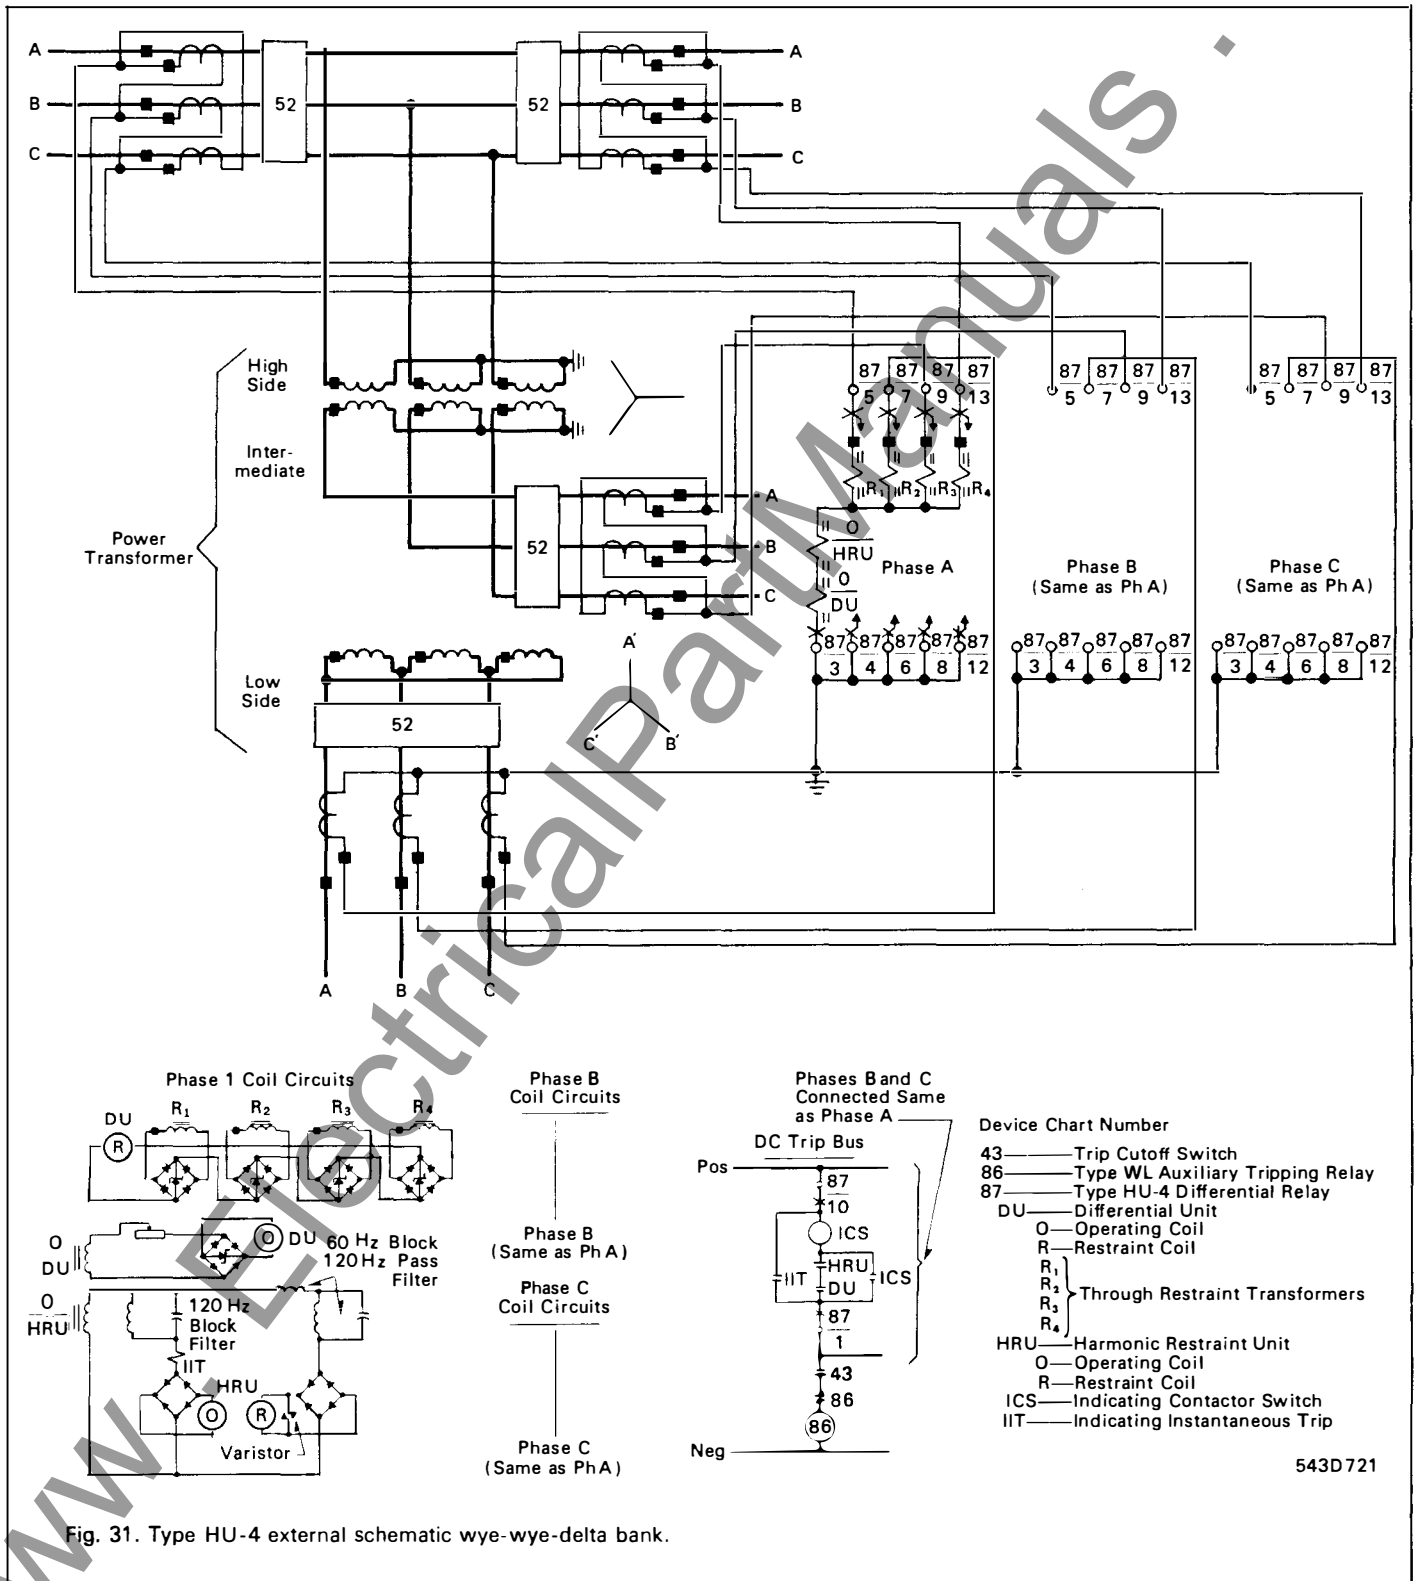 A
B
C
52
52
A
B
C
High
Side
Inter-
mediate
Power
Transformer
Low
Side
52
A
B
C
A'
C'
B'
52
A
B
C
87 87 87 87
5 7 9 13
R1 R2 R3 R4
O
HRU
O
DU
Phase A
87 87 87 87 87
3 4 6 8 12
87 87 87 87
5 7 9 13
Phase B
(Same as Ph A)
87 87 87 87 87
3 4 6 8 12
87 87 87 87
5 7 9 13
Phase C
(Same as Ph A)
87 87 87 87 87
3 4 6 8 12
Phase 1 Coil Circuits
DU
R
R1 R2 R3 R4
O
DU
O
DU
60 Hz Block
120 Hz Pass
Filter
O
HRU
120 Hz
Block
Filter
IIT
HRU
O
R
Varistor
Phase B
Coil Circuits
Phase B
(Same as Ph A)
Phase C
Coil Circuits
Phase C
(Same as Ph A)
Phases B and C
Connected Same
as Phase A
DC Trip Bus
Pos
87
10
ICS
HRU
IIT
DU
ICS
87
1
43
86
86
Neg
Device Chart Number
43——Trip Cutoff Switch
86——Type WL Auxiliary Tripping Relay
87——Type HU-4 Differential Relay
DU——Differential Unit
O—Operating Coil
R—Restraint Coil
R1
R2
R3
R4
Through Restraint Transformers
HRU—Harmonic Restraint Unit
O—Operating Coil
R—Restraint Coil
ICS—Indicating Contactor Switch
IIT——Indicating Instantaneous Trip
543D721
Fig. 31. Type HU-4 external schematic wye-wye-delta bank.
www.ElectricalPartManuals.